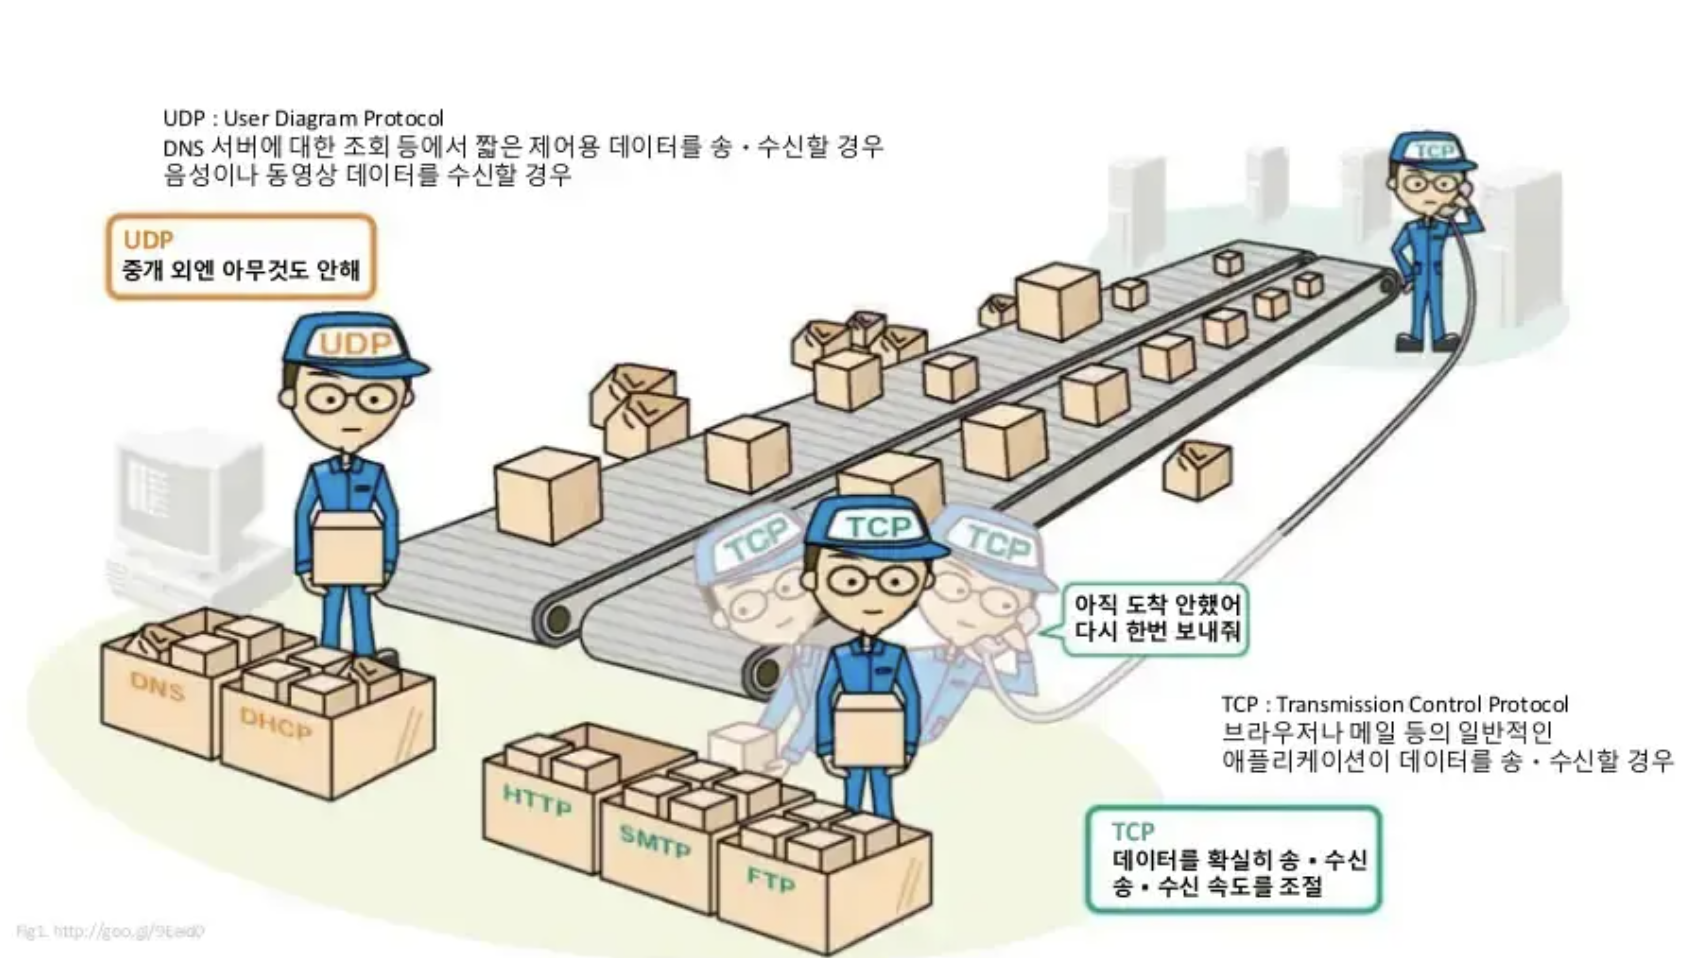 UDP : User Diagram Protocol
DNS 서버에 대한 조회 등에서 짧은 제어용 데이터를 송・수신할 경우
음성이나 동영상 데이터를 수신할 경우
UDP
중개 외엔 아무것도 안해
TCP
UDP
TCP
TCP
TCP
아직 도착 안했어
다시 한번 보내줘
DNS
DHCP
TCP : Transmission Control Protocol
브라우저나 메일 등의 일반적인
애플리케이션이 데이터를 송・수신할 경우
HTTP
SMTP
FTP
TCP
데이터를 확실히 송・수신
송・수신 속도를 조절
Fig1. http://goo.gl/